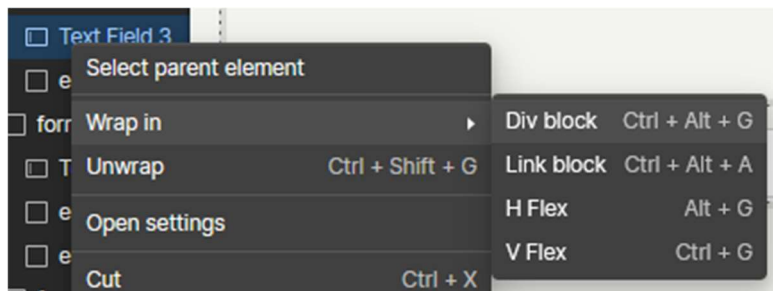 Text Field 3
Select parent element
e
form
Wrap in
Div block Ctrl + Alt + G
T
Unwrap Ctrl + Shift + G
Link block Ctrl + Alt + A
e
Open settings
H Flex Alt + G
e
V Flex Ctrl + G
Cut Ctrl + X